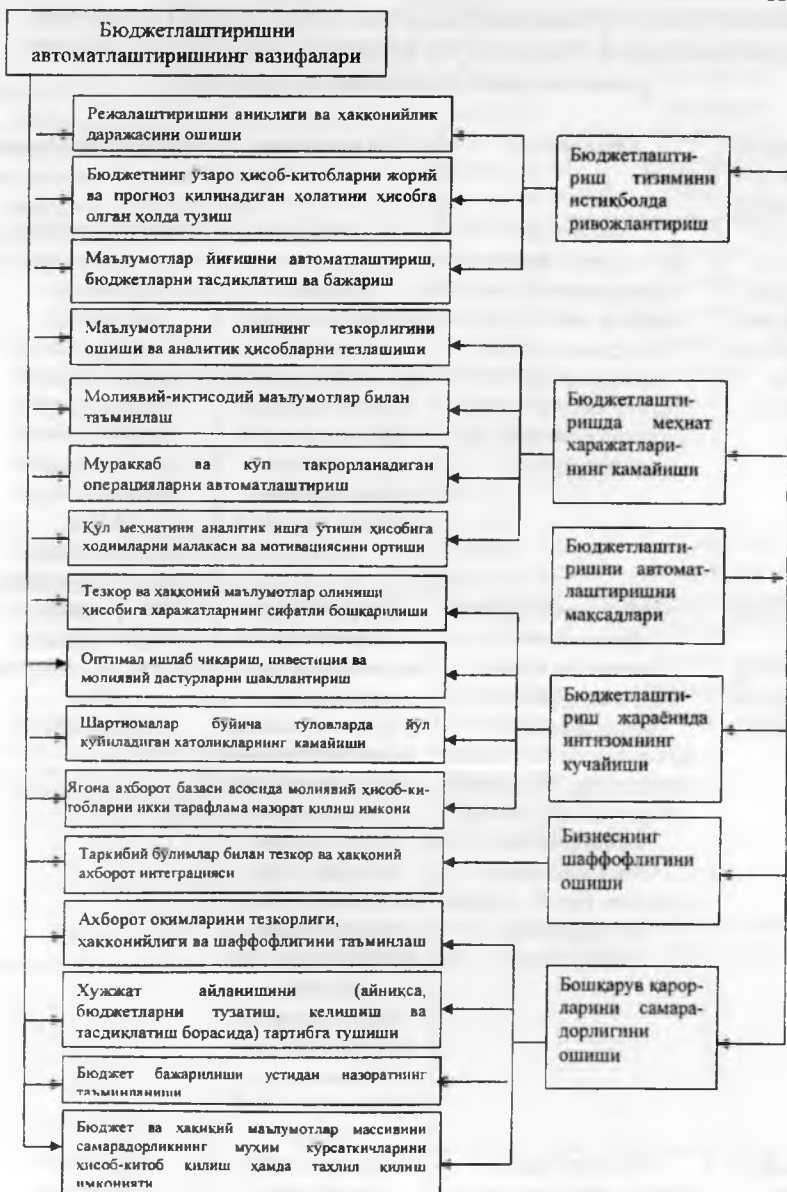 Бюджетлаштиришни
автоматлаштиришнинг вазифалари
Режалаштиришни аниқлиги ва ҳаққонийлик
даражасини ошиши
Бюджетнинг ўзаро ҳисоб-китобларни жорий
ва прогноз қилинадиган ҳолатини ҳисобга
олган ҳолда тузиш
Маълумотлар йиғишни автоматлаштириш,
бюджетларни тасдиқлатиш ва бажариш
Маълумотларни олишнинг тезкорлигини
ошиши ва аналитик ҳисобларни тезлашиши
Молиявий-иқтисодий маълумотлар билан
таъминлаш
Мураккаб ва кўп такрорланадиган
операцияларни автоматлаштириш
Қўл меҳнатини аналитик ишга ўтиши ҳисобига
ходимларни малакаси ва мотивациясини ортиши
Тезкор ва ҳаққоний маълумотлар олиниши
ҳисобига харажатларнинг сифатли бошқарилиши
Оптимал ишлаб чиқариш, инвестиция ва
молиявий дастурларни шакллантириш
Шартномалар бўйича тўловларда йўл
қўйиладиган хатоликларнинг камайиши
Ягона ахборот базаси асосида молиявий ҳисоб-ки-
тобларни икки тарафлама назорат қилиш имкони
Таркибий бўлимлар билан тезкор ва ҳаққоний
ахборот интеграцияси
Ахборот оқимларини тезкорлиги,
ҳаққонийлиги ва шаффофлигини таъминлаш
Ҳужжат айланишини (айниқса,
бюджетларни тузатиш, келишиш ва
тасдиқлатиш борасида) тартибга тушиши
Бюджет бажарилиши устидан назоратнинг
таъминланиши
Бюджет ва ҳақиқий маълумотлар массивини
самарадорликнинг муҳим кўрсаткичларини
ҳисоб-китоб қилиш ҳамда таҳлил қилиш
имконияти
Бюджетлашти-
риш тизимини
истиқболда
ривожлантириш
Бюджетлашти-
ришда меҳнат
харажатлари-
нинг камайиши
Бюджетлашти-
ришни автомат-
лаштиришни
мақсадлари
Бюджетлашти-
риш жараёнида
интизомнинг
кучайиши
Бизнеснинг
шаффофлигини
ошиши
Бошқарув қарор-
ларини самара-
дорлигини
ошиши